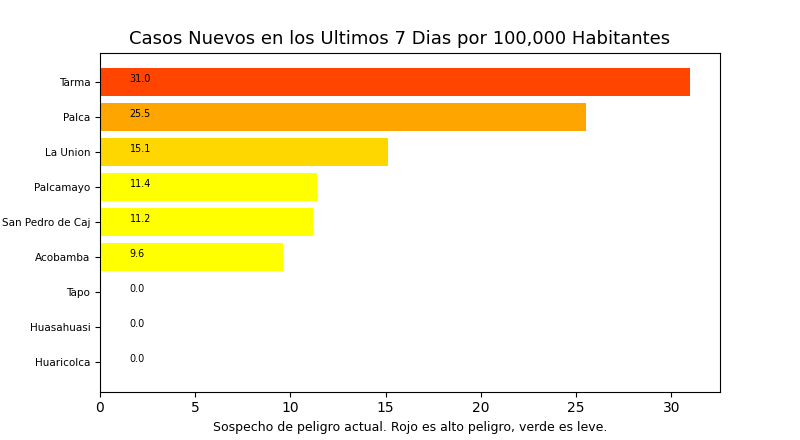 Casos Nuevos en los Ultimos 7 Dias por 100,000 Habitantes
Tarma 31.0
Palca 25.5
La Union 15.1
Palcamayo 11.4
San Pedro de Caj 11.2
Acobamba 9.6
Tapo 0.0
Huasahuasi 0.0
Huaricolca 0.0
0 5 10 15 20 25 30
Sospecho de peligro actual. Rojo es alto peligro, verde es leve.